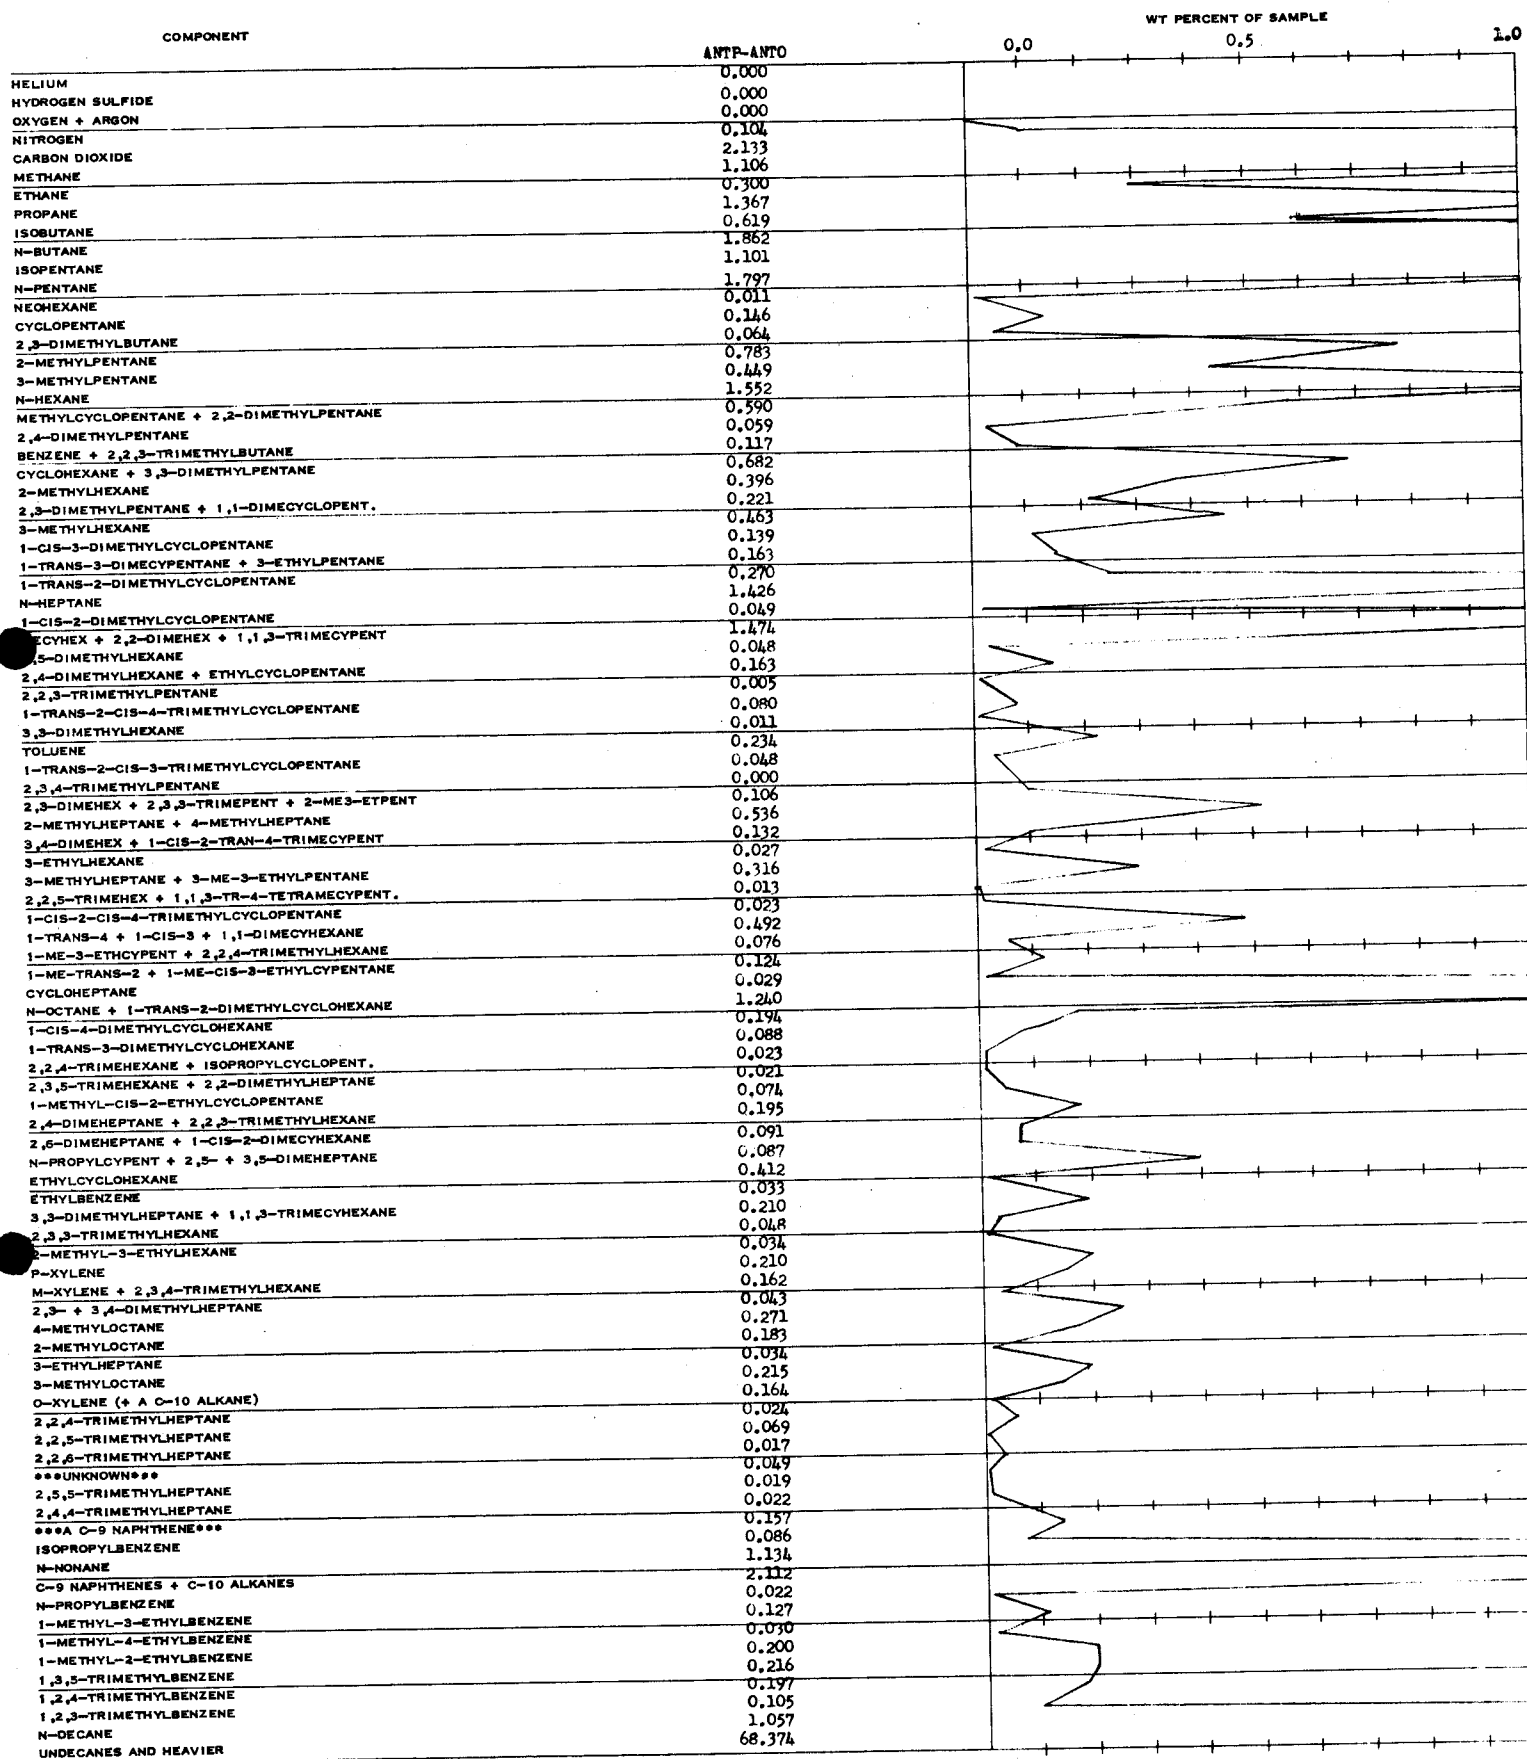 WT PERCENT OF SAMPLE
COMPONENT ANTP-ANTO 0.0 0.5 1.0
HELIUM 0.000
HYDROGEN SULFIDE 0.000
OXYGEN + ARGON 0.000
NITROGEN 0.104
CARBON DIOXIDE 2.133
METHANE 1.106
ETHANE 0.300
PROPANE 1.367
ISOBUTANE 0.619
N-BUTANE 1.862
ISOPENTANE 1.101
N-PENTANE 1.797
NEOHEXANE 0.011
CYCLOPENTANE 0.146
2,3-DIMETHYLBUTANE 0.064
2-METHYLPENTANE 0.783
3-METHYLPENTANE 0.449
N-HEXANE 1.552
METHYLCYCLOPENTANE + 2,2-DIMETHYLPENTANE 0.590
2,4-DIMETHYLPENTANE 0.059
BENZENE + 2,2,3-TRIMETHYLBUTANE 0.117
CYCLOHEXANE + 3,3-DIMETHYLPENTANE 0.682
2-METHYLHEXANE 0.396
2,3-DIMETHYLPENTANE + 1,1-DIMECYCLOPENT. 0.221
3-METHYLHEXANE 0.463
1-CIS-3-DIMETHYLCYCLOPENTANE 0.139
1-TRANS-3-DIMECYPENTANE + 3-ETHYLPENTANE 0.163
1-TRANS-2-DIMETHYLCYCLOPENTANE 0.270
N-HEPTANE 1.426
1-CIS-2-DIMETHYLCYCLOPENTANE 0.049
ECYHEX + 2,2-DIMEHEX + 1,1,3-TRIMECYPENT 1.474
,5-DIMETHYLHEXANE 0.048
2,4-DIMETHYLHEXANE + ETHYLCYCLOPENTANE 0.163
2,2,3-TRIMETHYLPENTANE 0.005
1-TRANS-2-CIS-4-TRIMETHYLCYCLOPENTANE 0.080
3,3-DIMETHYLHEXANE 0.011
TOLUENE 0.234
1-TRANS-2-CIS-3-TRIMETHYLCYCLOPENTANE 0.048
2,3,4-TRIMETHYLPENTANE 0.000
2,3-DIMEHEX + 2,3,3-TRIMEPENT + 2-ME3-ETPENT 0.106
2-METHYLHEPTANE + 4-METHYLHEPTANE 0.536
3,4-DIMEHEX + 1-CIS-2-TRAN-4-TRIMECYPENT 0.132
3-ETHYLHEXANE 0.027
3-METHYLHEPTANE + 3-ME-3-ETHYLPENTANE 0.316
2,2,5-TRIMEHEX + 1,1,3-TR-4-TETRAMECYPENT. 0.013
1-CIS-2-CIS-4-TRIMETHYLCYCLOPENTANE 0.023
1-TRANS-4 + 1-CIS-3 + 1,1-DIMECYHEXANE 0.492
1-ME-3-ETHCYPENT + 2,2,4-TRIMETHYLHEXANE 0.076
1-ME-TRANS-2 + 1-ME-CIS-3-ETHYLCYPENTANE 0.124
CYCLOHEPTANE 0.029
N-OCTANE + 1-TRANS-2-DIMETHYLCYCLOHEXANE 1.240
1-CIS-4-DIMETHYLCYCLOHEXANE 0.194
1-TRANS-3-DIMETHYLCYCLOHEXANE 0.088
2,2,4-TRIMEHEXANE + ISOPROPYLCYCLOPENT. 0.023
2,3,5-TRIMEHEXANE + 2,2-DIMETHYLHEPTANE 0.021
1-METHYL-CIS-2-ETHYLCYCLOPENTANE 0.074
2,4-DIMEHEPTANE + 2,2,3-TRIMETHYLHEXANE 0.195
2,6-DIMEHEPTANE + 1-CIS-2-DIMECYHEXANE 0.091
N-PROPYLCYPENT + 2,5- + 3,5-DIMEHEPTANE 0.087
ETHYLCYCLOHEXANE 0.412
ETHYLBENZENE 0.033
3,3-DIMETHYLHEPTANE + 1,1,3-TRIMECYHEXANE 0.210
2,3,3-TRIMETHYLHEXANE 0.048
2-METHYL-3-ETHYLHEXANE 0.034
P-XYLENE 0.210
M-XYLENE + 2,3,4-TRIMETHYLHEXANE 0.162
2,3- + 3,4-DIMETHYLHEPTANE 0.043
4-METHYLOCTANE 0.271
2-METHYLOCTANE 0.183
3-ETHYLHEPTANE 0.034
3-METHYLOCTANE 0.215
O-XYLENE (+ A C-10 ALKANE) 0.164
2,2,4-TRIMETHYLHEPTANE 0.024
2,2,5-TRIMETHYLHEPTANE 0.069
2,2,6-TRIMETHYLHEPTANE 0.017
***UNKNOWN*** 0.049
2,5,5-TRIMETHYLHEPTANE 0.019
2,4,4-TRIMETHYLHEPTANE 0.022
***A C-9 NAPHTHENE*** 0.157
ISOPROPYLBENZENE 0.086
N-NONANE 1.134
C-9 NAPHTHENES + C-10 ALKANES 2.112
N-PROPYLBENZENE 0.022
1-METHYL-3-ETHYLBENZENE 0.127
1-METHYL-4-ETHYLBENZENE 0.030
1-METHYL-2-ETHYLBENZENE 0.200
1,3,5-TRIMETHYLBENZENE 0.216
1,2,4-TRIMETHYLBENZENE 0.197
1,2,3-TRIMETHYLBENZENE 0.105
N-DECANE 1.057
UNDECANES AND HEAVIER 68.374